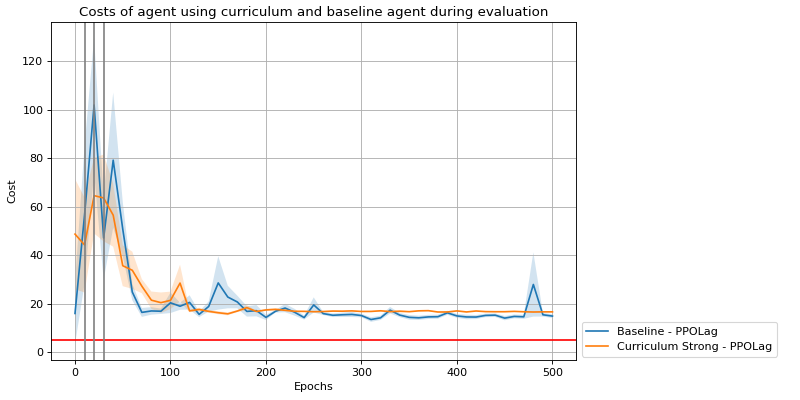 Costs of agent using curriculum and baseline agent during evaluation
120
100
80
60
40
20
0
Cost
0 100 200 300 400 500
Epochs
Baseline - PPOLag
Curriculum Strong - PPOLag